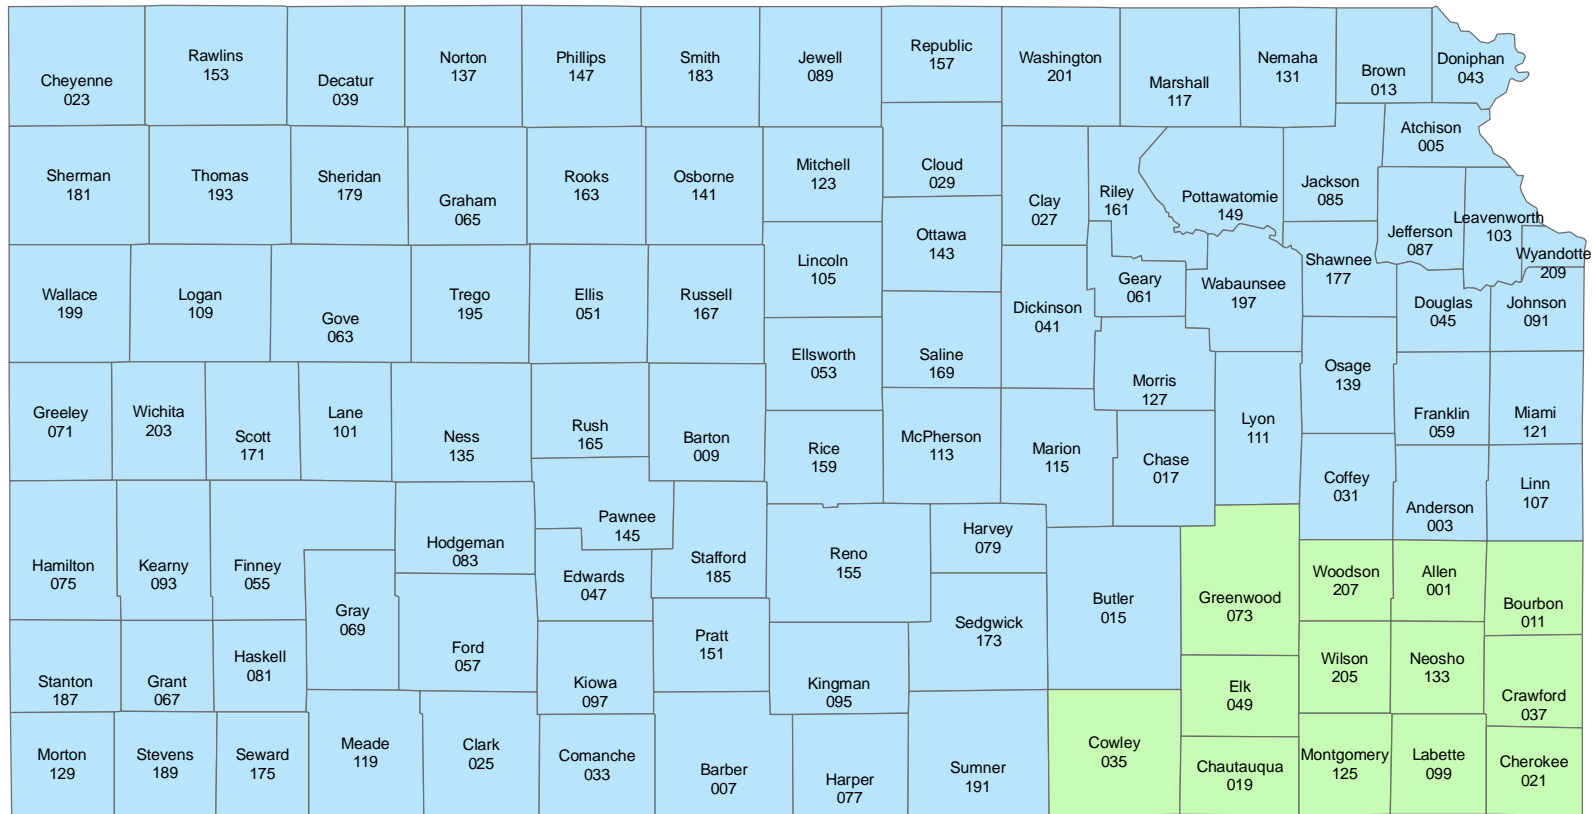 Cheyenne
023
Rawlins
153
Decatur
039
Norton
137
Phillips
147
Smith
183
Jewell
089
Republic
157
Washington
201
Marshall
117
Nemaha
131
Brown
013
Doniphan
043
Sherman
181
Thomas
193
Sheridan
179
Graham
065
Rooks
163
Osborne
141
Mitchell
123
Cloud
029
Clay
027
Riley
161
Pottawatomie
149
Jackson
085
Atchison
005
Jefferson
087
Leavenworth
103
Wyandotte
209
Wallace
199
Logan
109
Gove
063
Trego
195
Ellis
051
Russell
167
Lincoln
105
Ottawa
143
Dickinson
041
Geary
061
Wabaunsee
197
Shawnee
177
Douglas
045
Johnson
091
Ellsworth
053
Saline
169
Morris
127
Osage
139
Greeley
071
Wichita
203
Scott
171
Lane
101
Ness
135
Rush
165
Barton
009
Rice
159
McPherson
113
Marion
115
Chase
017
Lyon
111
Franklin
059
Miami
121
Coffey
031
Anderson
003
Linn
107
Hamilton
075
Kearny
093
Finney
055
Hodgeman
083
Pawnee
145
Edwards
047
Stafford
185
Reno
155
Harvey
079
Gray
069
Ford
057
Pratt
151
Sedgwick
173
Butler
015
Greenwood
073
Woodson
207
Allen
001
Bourbon
011
Stanton
187
Grant
067
Haskell
081
Kiowa
097
Kingman
095
Elk
049
Wilson
205
Neosho
133
Crawford
037
Morton
129
Stevens
189
Seward
175
Meade
119
Clark
025
Comanche
033
Barber
007
Harper
077
Sumner
191
Cowley
035
Chautauqua
019
Montgomery
125
Labette
099
Cherokee
021